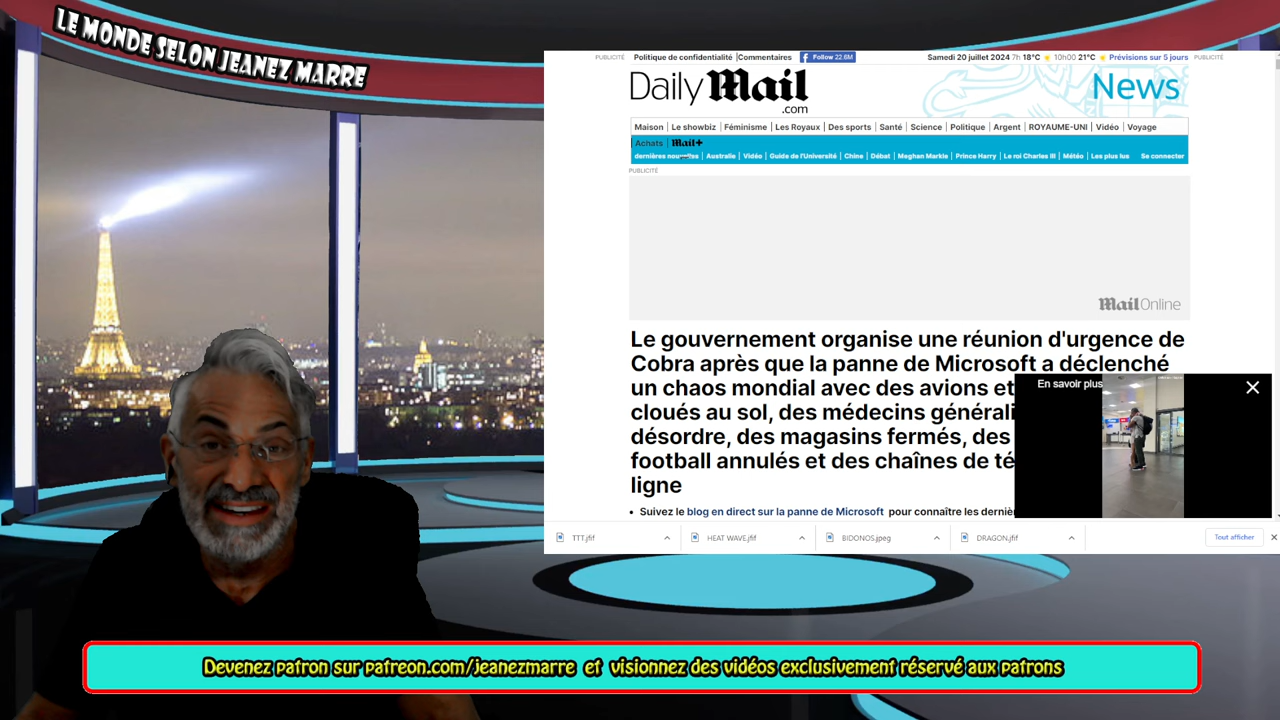 LE MONDE SELON JEANEZ MARRE
PUBLICITÉ
Politique de confidentialité |Commentaires
Follow 22.6M
Samedi 20 juillet 2024 7h 18°C 10h00 21°C Prévisions sur 5 jours
PUBLICITÉ
Daily Mail
.com
News
Maison | Le showbiz | Féminisme | Les Royaux | Des sports | Santé | Science | Politique | Argent | ROYAUME-UNI | Vidéo | Voyage
Achats | Mail+
dernières nouvelles | Australie | Vidéo | Guide de l'Université | Chine | Débat | Meghan Markle | Prince Harry | Le roi Charles III | Météo | Les plus lus Se connecter
PUBLICITÉ
Mail Online
Le gouvernement organise une réunion d'urgence de
Cobra après que la panne de Microsoft a déclenché
un chaos mondial avec des avions et
cloués au sol, des médecins générali
désordre, des magasins fermés, des
football annulés et des chaînes de té
ligne
En savoir plus
• Suivez le blog en direct sur la panne de Microsoft pour connaître les derniè
TTT.jfif
HEAT WAVE.jfif
BIDONOS.jpeg
DRAGON.jfif
Tout afficher
Devenez patron sur patreon.com/jeanezmarre et visionnez des vidéos exclusivement réservé aux patrons